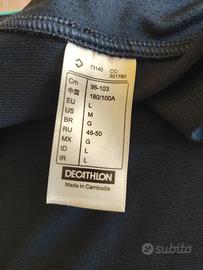 73140 CC:
301780
Cm 96-103
中国 180/100A
EU L
US M
BR G
RU 48-50
MX G
ID L
IR L
DECATHLON
Made in Cambodia
subito